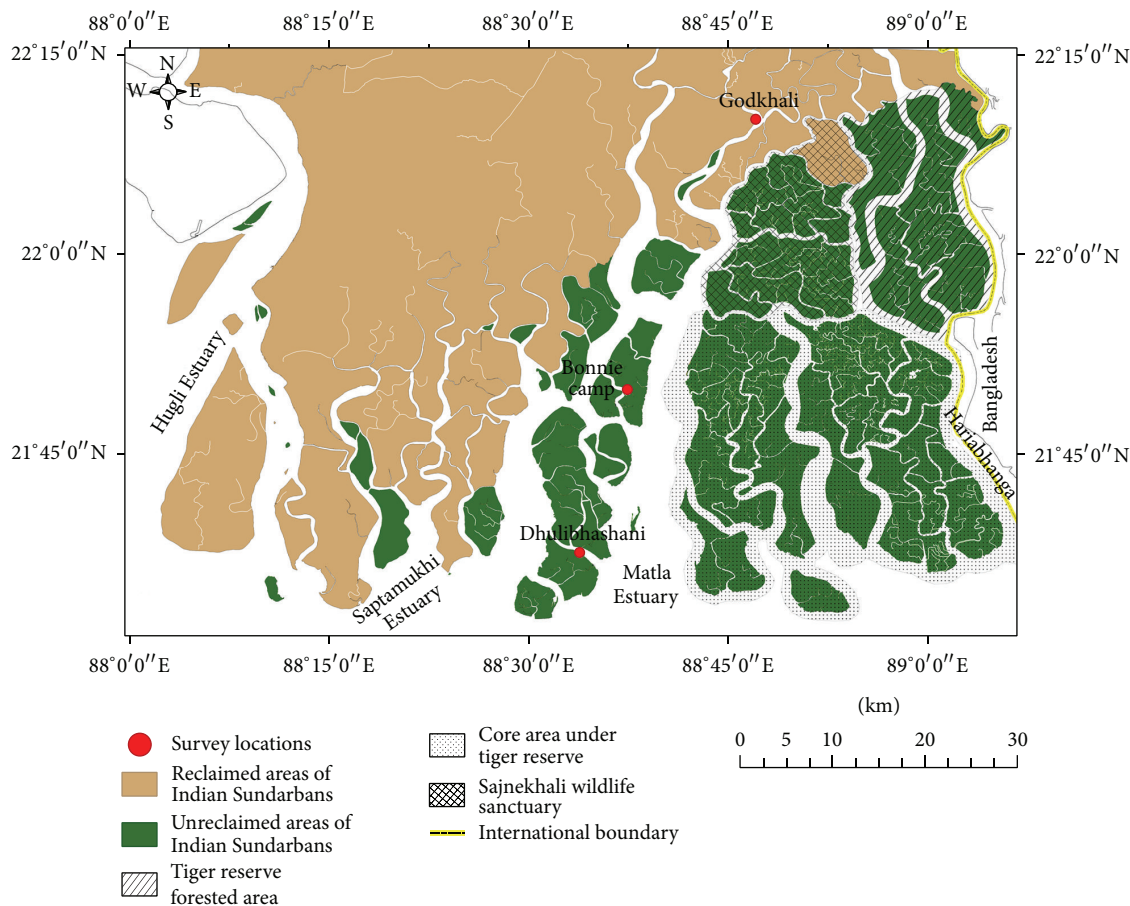 88°0′0″E 88°15′0″E 88°30′0″E 88°45′0″E 89°0′0″E
22°15′0″N 22°15′0″N
N
W E
S
Godkhali
22°0′0″N 22°0′0″N
Hugli Estuary
Bonnie
camp
Bangladesh
Hariabhanga
21°45′0″N 21°45′0″N
Dhulibhashani
Saptamukhi
Estuary
Matla
Estuary
88°0′0″E 88°15′0″E 88°30′0″E 88°45′0″E 89°0′0″E
(km)
0 5 10 20 30
Survey locations
Reclaimed areas of
Indian Sundarbans
Unreclaimed areas of
Indian Sundarbans
Tiger reserve
forested area
Core area under
tiger reserve
Sajnekhali wildlife
sanctuary
International boundary